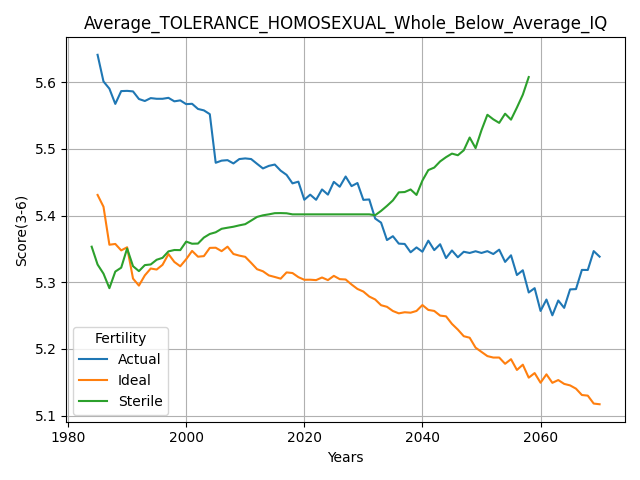 Average_TOLERANCE_HOMOSEXUAL_Whole_Below_Average_IQ
Score(3-6)
5.6
5.5
5.4
5.3
5.2
5.1
Fertility
Actual
Ideal
Sterile
1980
2000
2020
2040
2060
Years